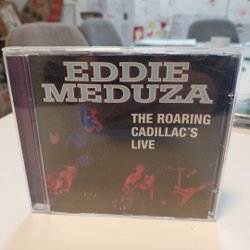 EDDIE
MEDUZA
THE ROARING
CADILLAC'S
LIVE